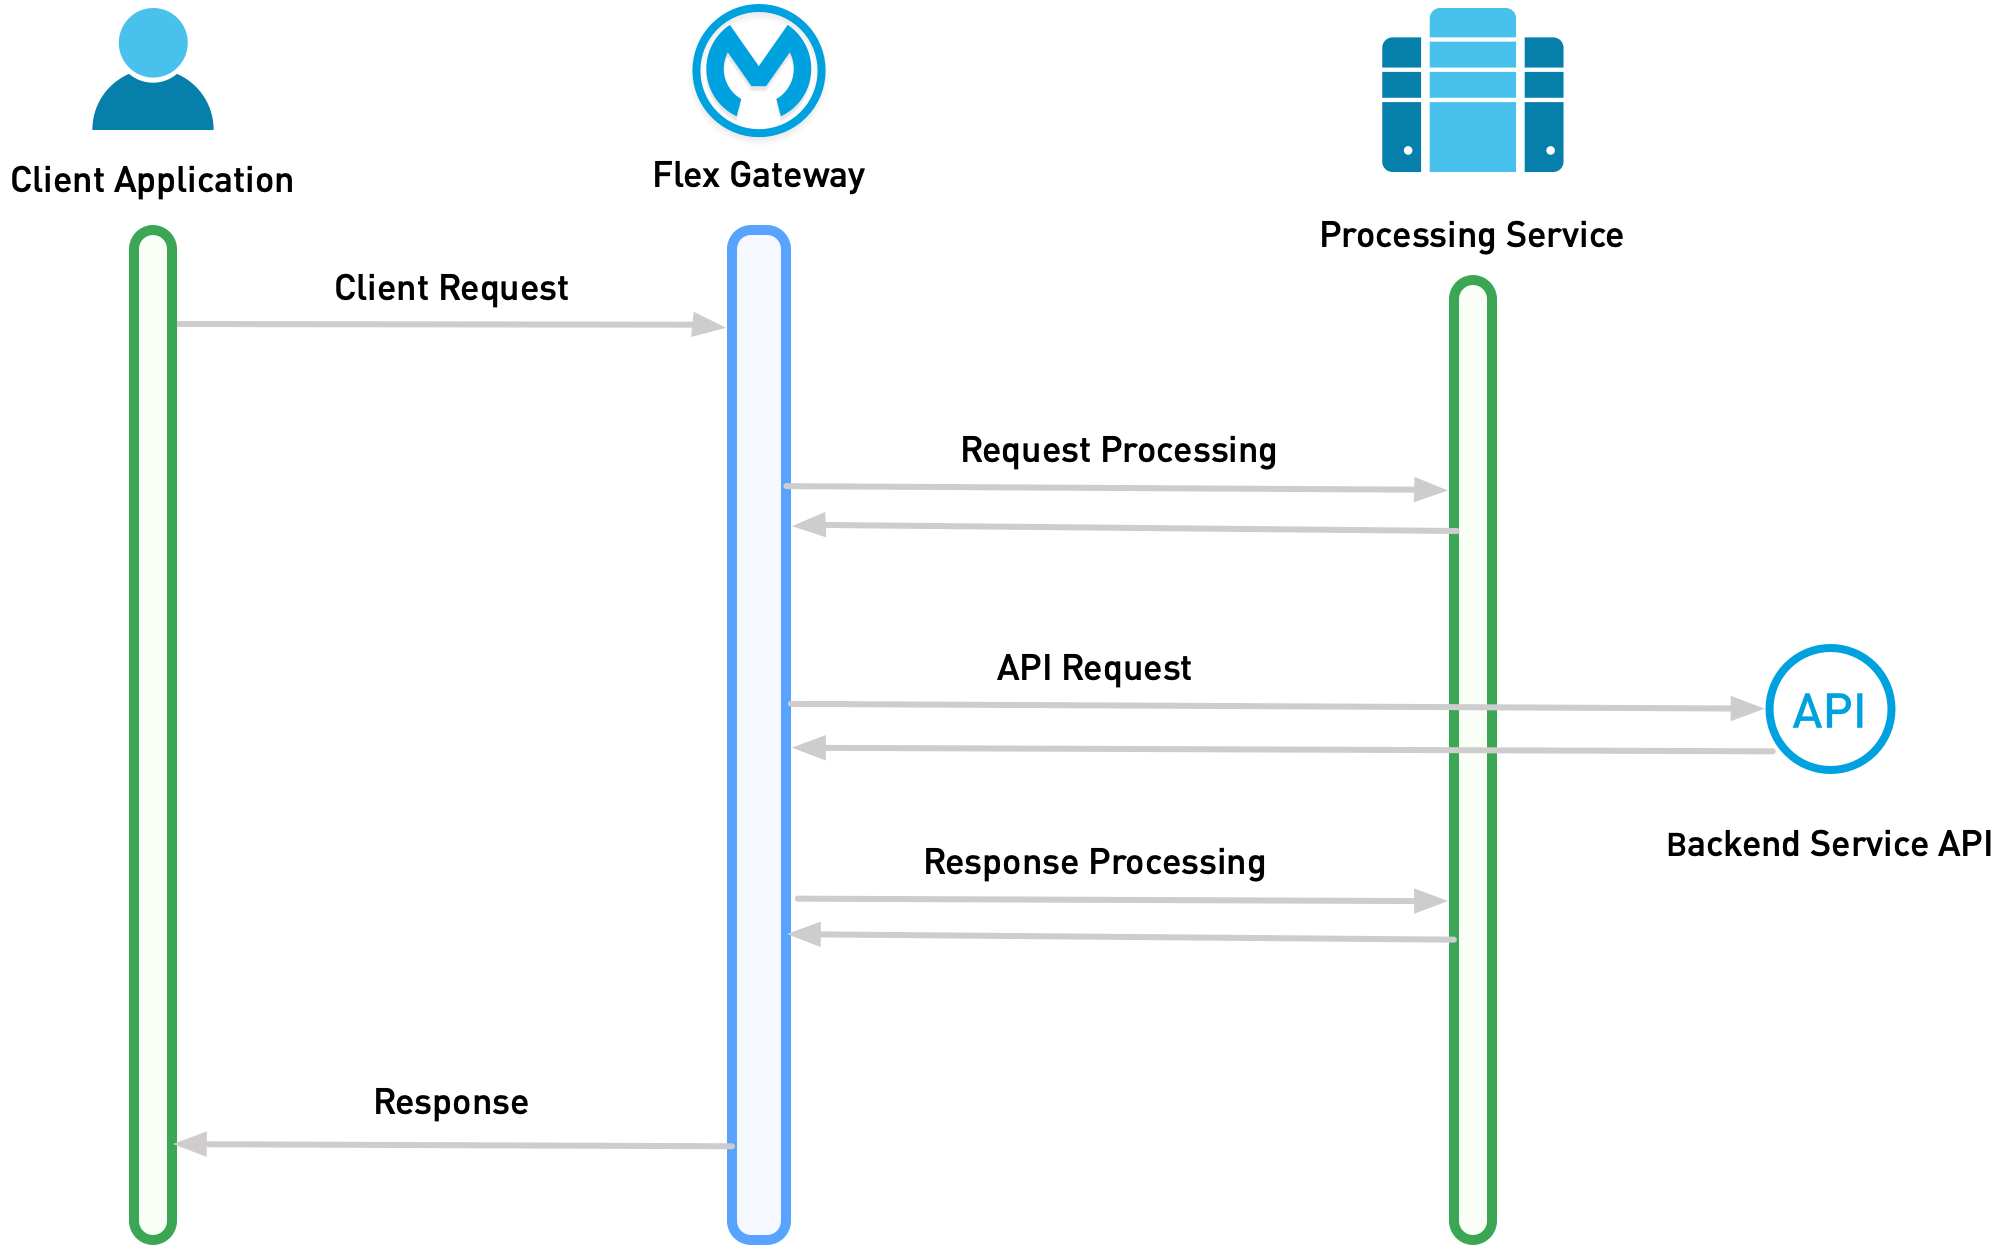 Client Application
Flex Gateway
Processing Service
Client Request
Request Processing
API Request
API
Backend Service API
Response Processing
Response